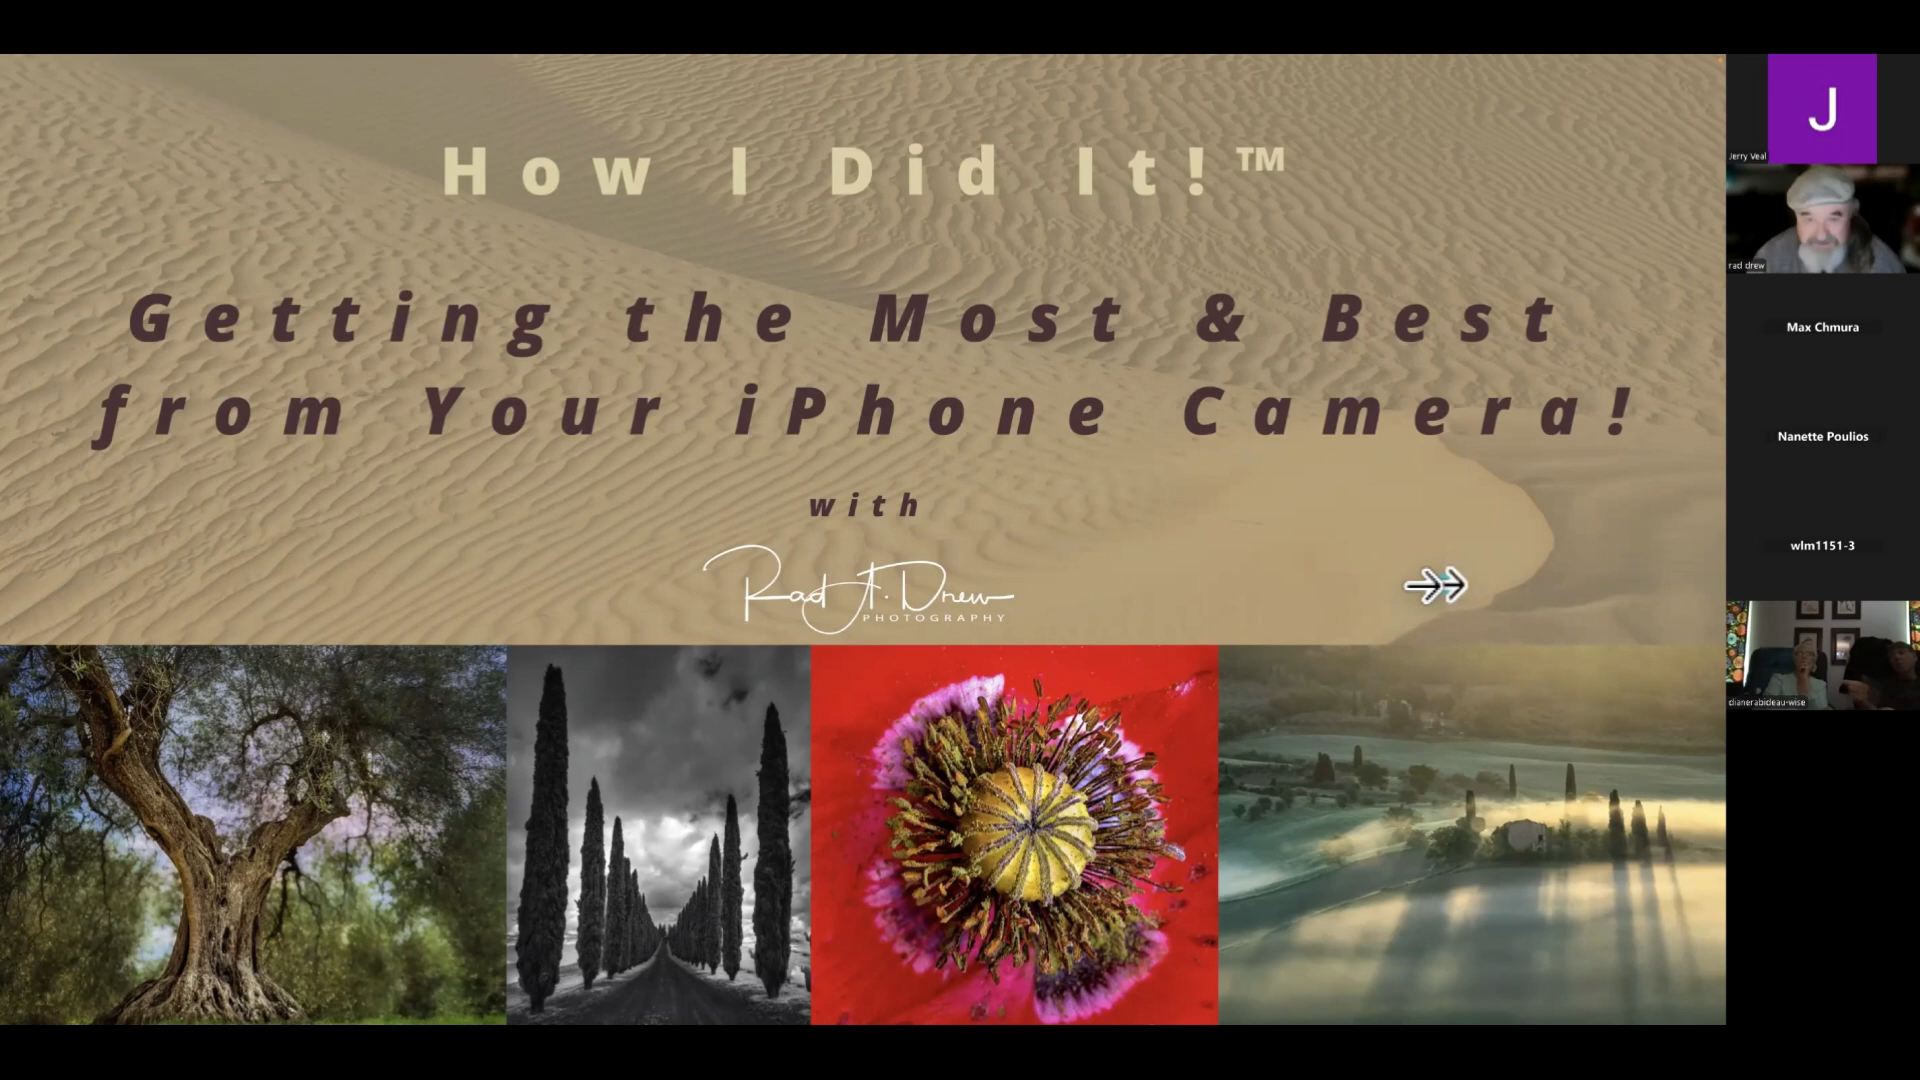 How I Did It!™
Getting the Most & Best
from Your iPhone Camera!
with
Rad A. Drew
PHOTOGRAPHY
J
Jerry Veal
rad drew
Max Chmura
Nanette Poulios
wlm1151-3
dianerabideau-wise